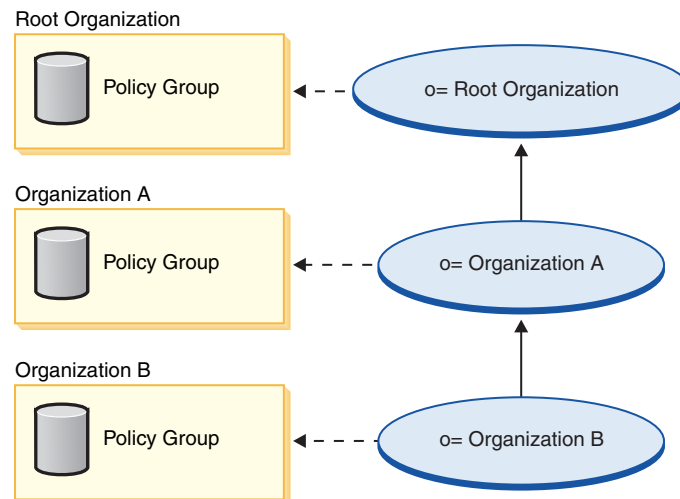 Root Organization
Policy Group
o= Root Organization
Organization A
Policy Group
o= Organization A
Organization B
Policy Group
o= Organization B